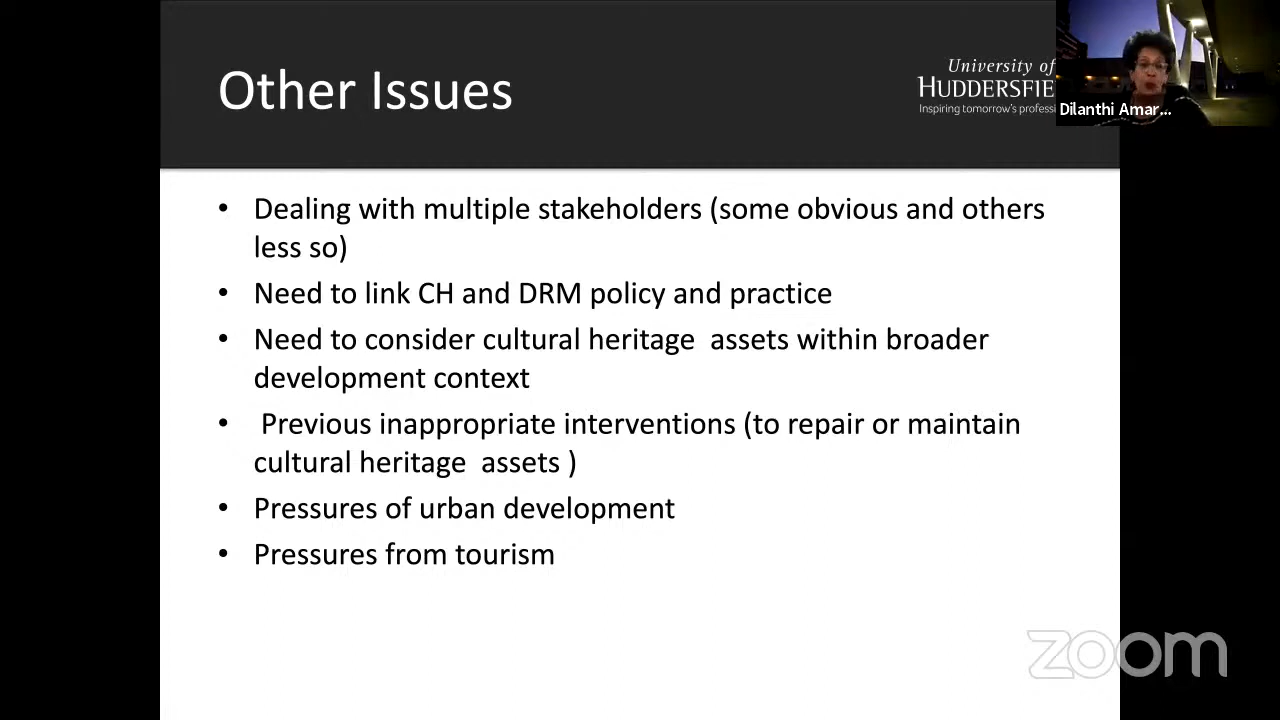 Other Issues
University of
HUDDERSFIE
Inspiring tomorrow's professi
Dilanthi Amar...
• Dealing with multiple stakeholders (some obvious and others
less so)
• Need to link CH and DRM policy and practice
• Need to consider cultural heritage assets within broader
development context
• Previous inappropriate interventions (to repair or maintain
cultural heritage assets )
• Pressures of urban development
• Pressures from tourism
zoom